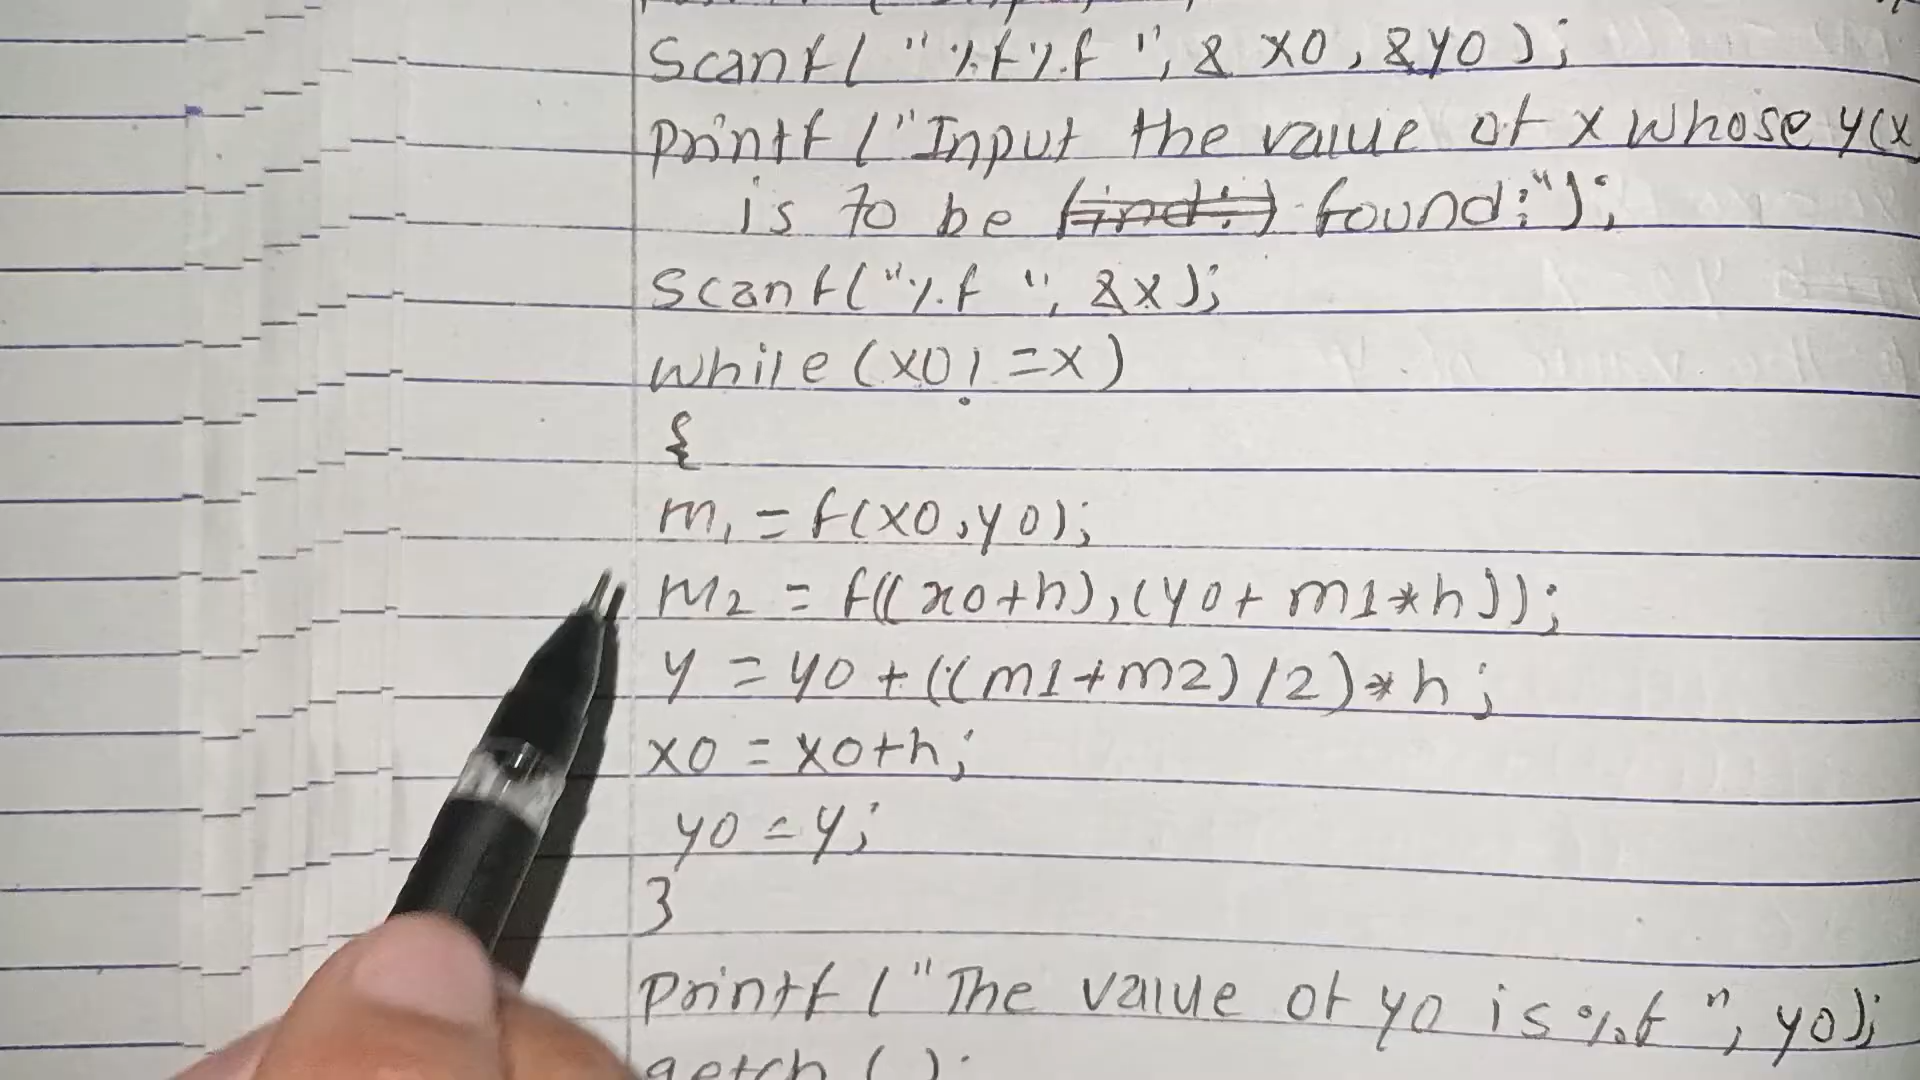 Scanf ( "%f%f ", & x0, &y0 );
printf ( "Input the value of x whose y(x
is to be found:");
Scanf("%f ", &x);
while (x0!=x)
{
m1 = f(x0,y0);
m2 = f((x0+h),(y0+m1*h));
y = y0+((m1+m2)/2)*h;
x0 = x0+h;
y0 = y;
}
printf ( "The value of y0 is %f ", y0);
getch ( );